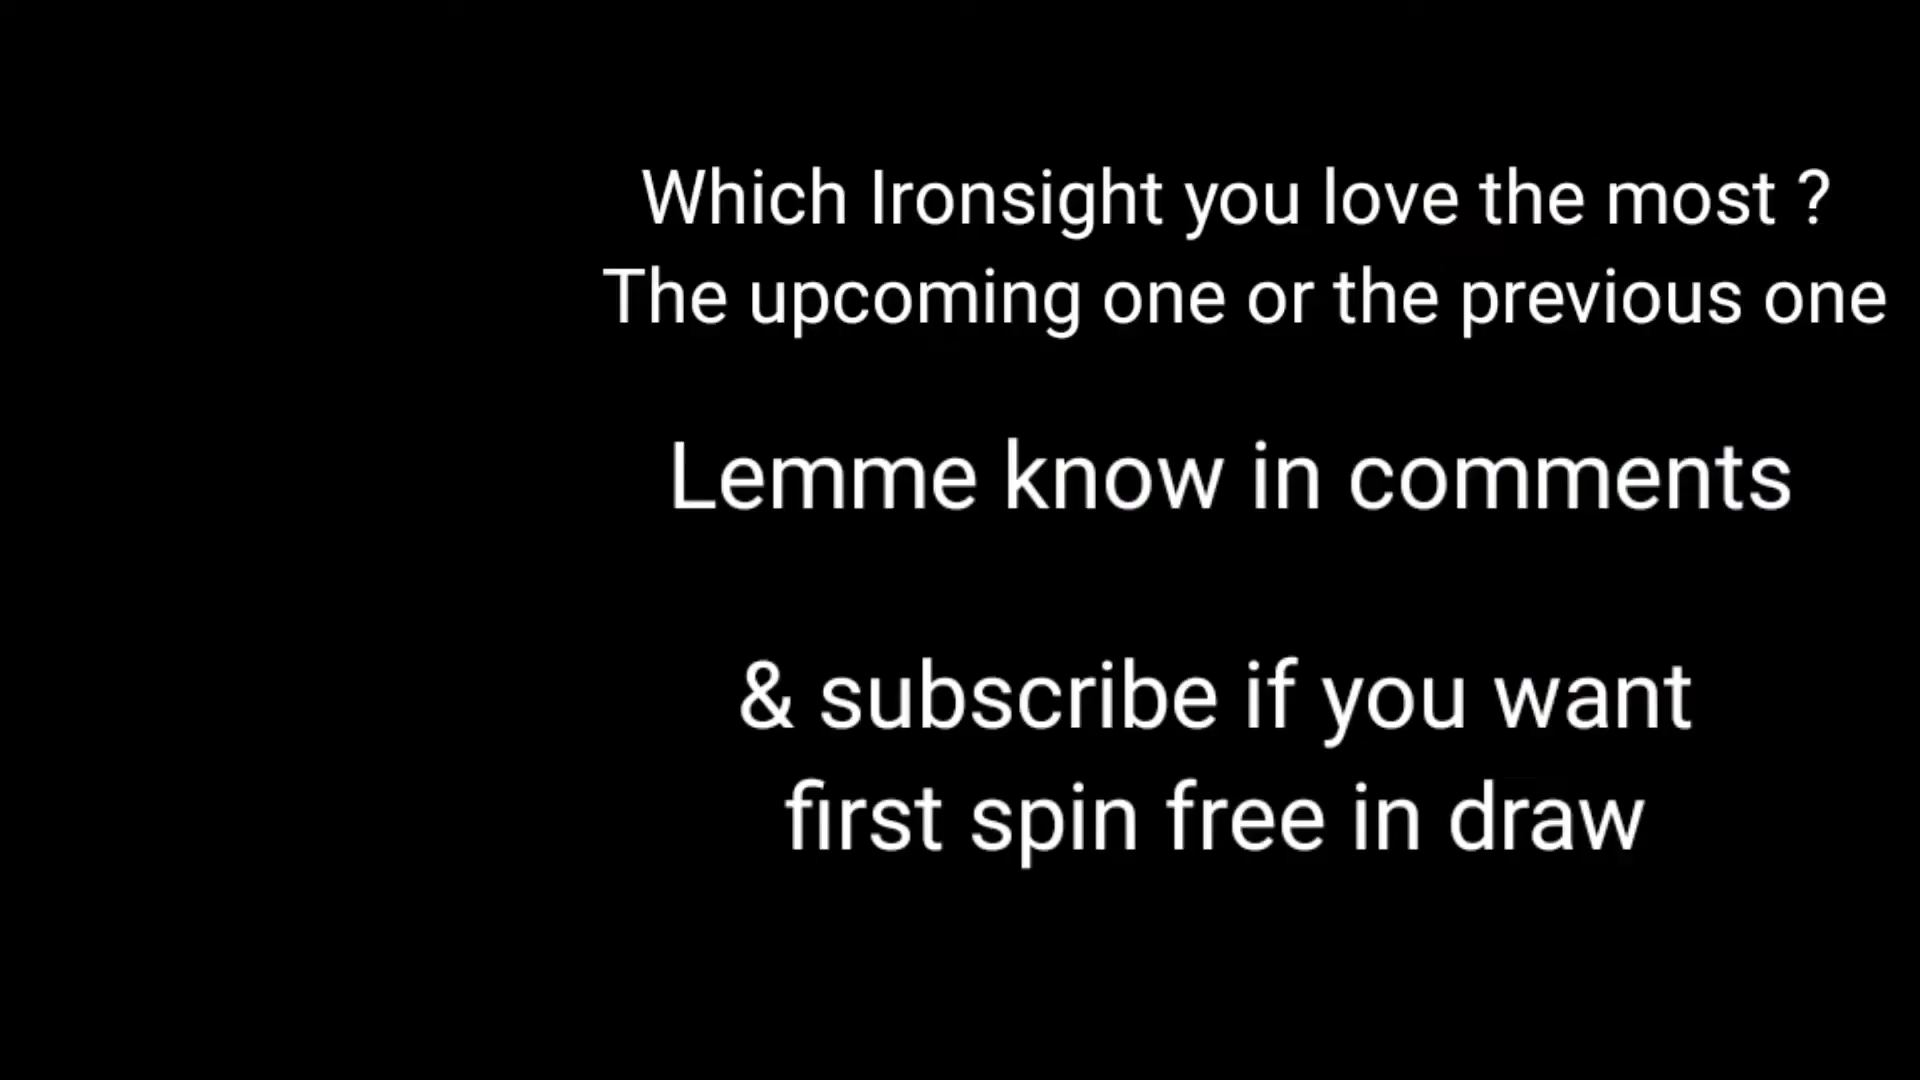 Which Ironsight you love the most ?
The upcoming one or the previous one
Lemme know in comments
& subscribe if you want
first spin free in draw